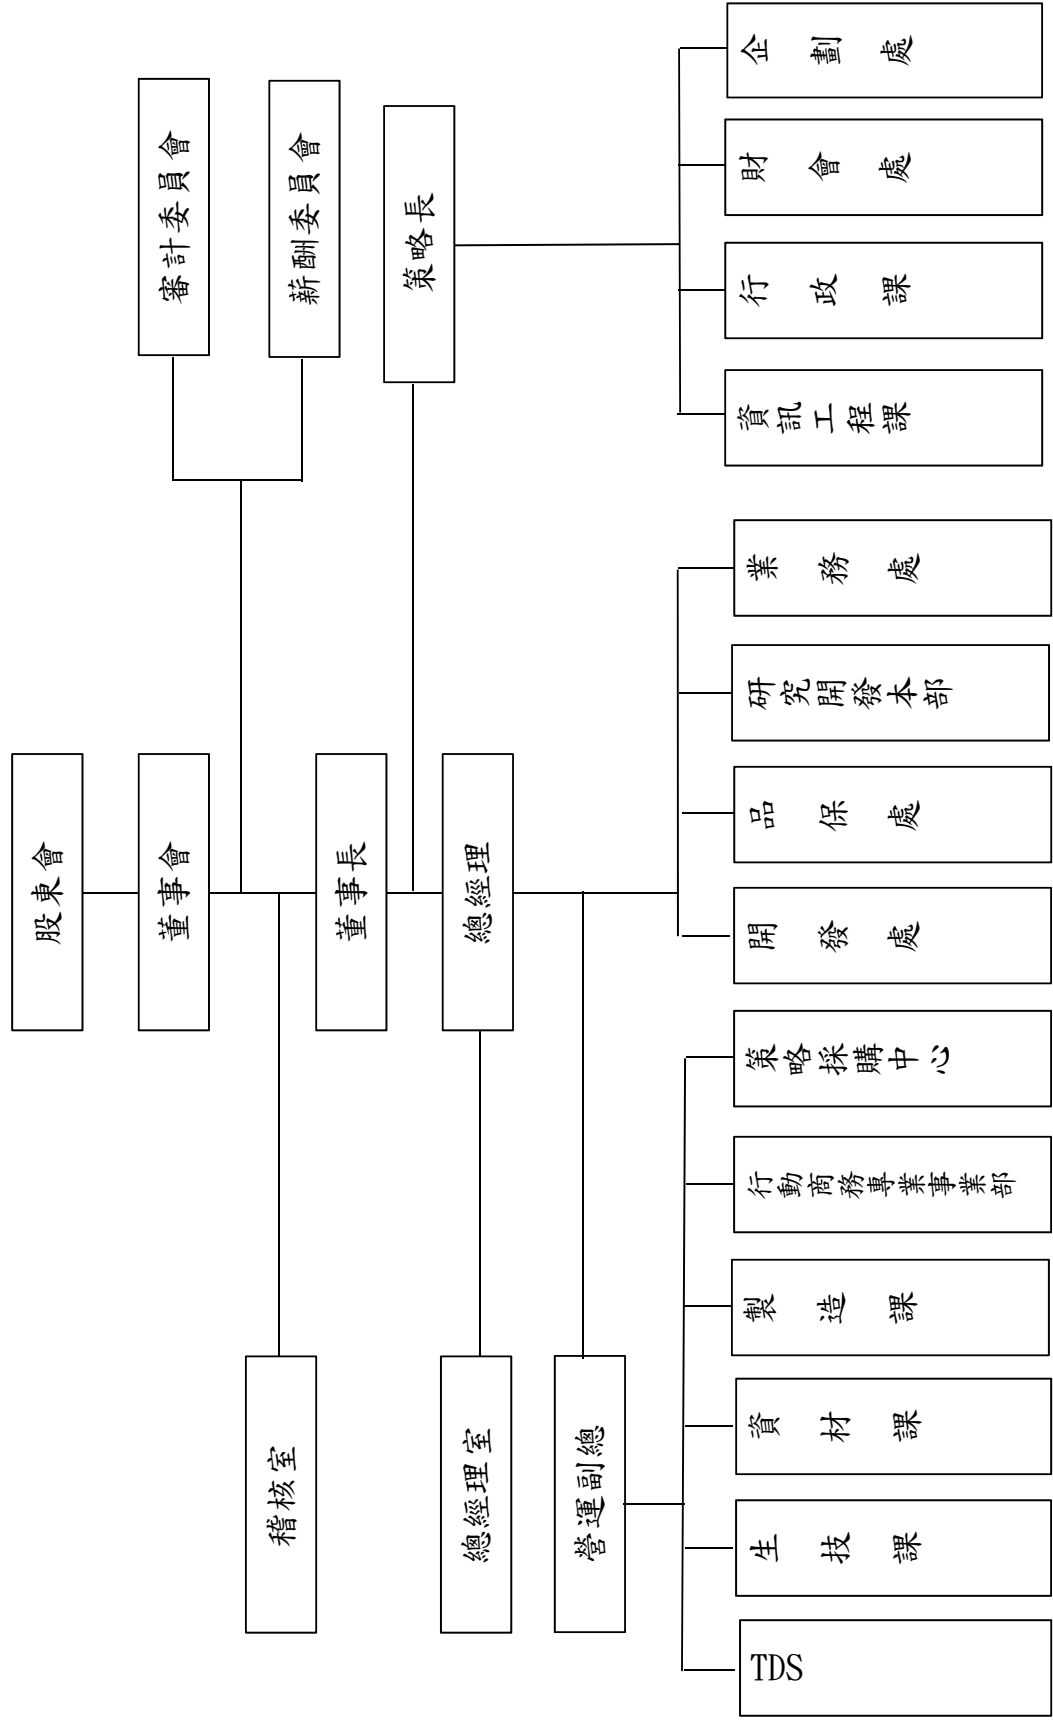 股東會
董事會
審計委員會
薪酬委員會
稽核室
董事長
策略長
總經理
總經理室
營運副總
TDS
生技課
資材課
製造課
行動商務專業事業部
策略採購中心
開發處
品保處
研究開發本部
業務處
資訊工程課
行政課
財會處
企劃處